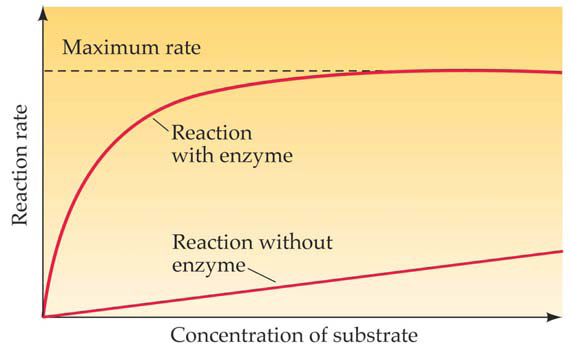 Maximum rate
Reaction
with enzyme
Reaction rate
Reaction without
enzyme
Concentration of substrate